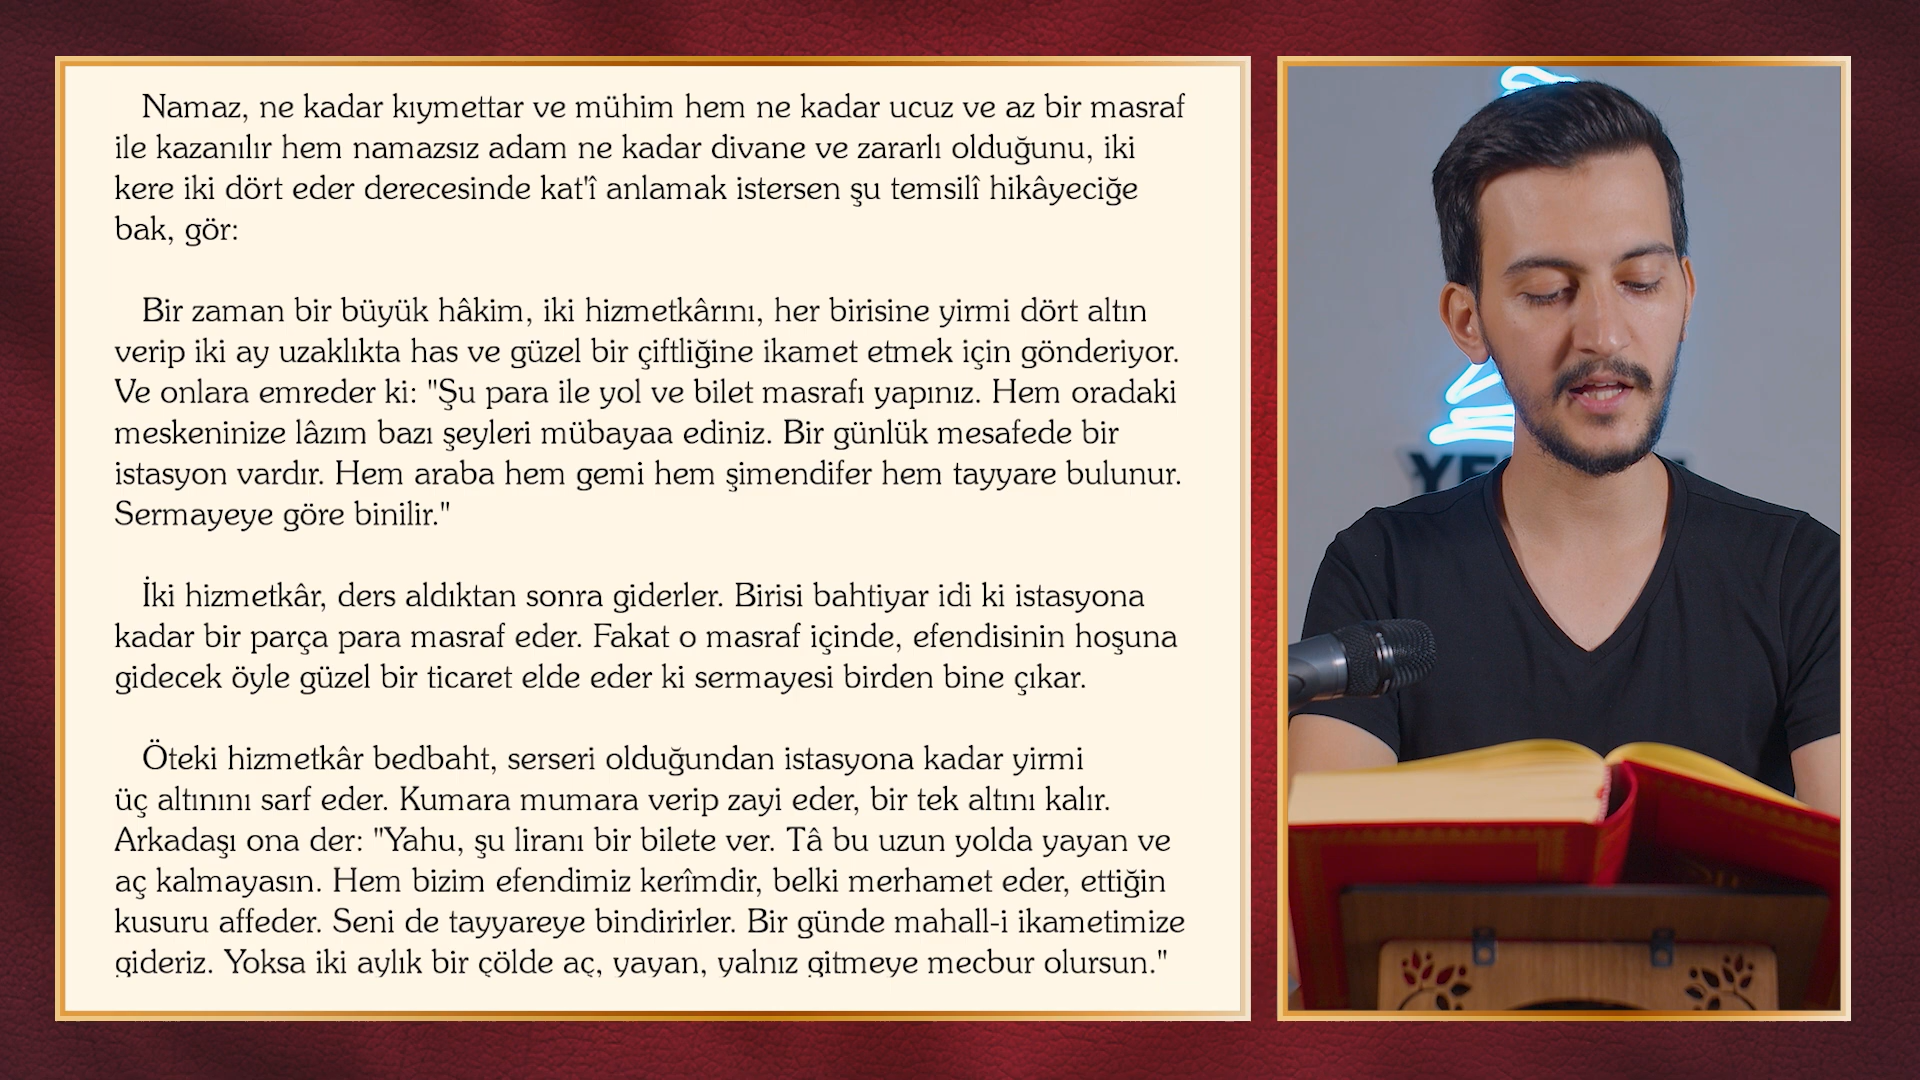 Namaz, ne kadar kıymettar ve mühim hem ne kadar ucuz ve az bir masraf
ile kazanılır hem namazsız adam ne kadar divane ve zararlı olduğunu, iki
kere iki dört eder derecesinde kat'î anlamak istersen şu temsilî hikâyeciğe
bak, gör:
Bir zaman bir büyük hâkim, iki hizmetkârını, her birisine yirmi dört altın
verip iki ay uzaklıkta has ve güzel bir çiftliğine ikamet etmek için gönderiyor.
Ve onlara emreder ki: "Şu para ile yol ve bilet masrafı yapınız. Hem oradaki
meskeninize lâzım bazı şeyleri mübayaa ediniz. Bir günlük mesafede bir
istasyon vardır. Hem araba hem gemi hem şimendifer hem tayyare bulunur.
Sermayeye göre binilir."
İki hizmetkâr, ders aldıktan sonra giderler. Birisi bahtiyar idi ki istasyona
kadar bir parça para masraf eder. Fakat o masraf içinde, efendisinin hoşuna
gidecek öyle güzel bir ticaret elde eder ki sermayesi birden bine çıkar.
Öteki hizmetkâr bedbaht, serseri olduğundan istasyona kadar yirmi
üç altınını sarf eder. Kumara mumara verip zayi eder, bir tek altını kalır.
Arkadaşı ona der: "Yahu, şu liranı bir bilete ver. Tâ bu uzun yolda yayan ve
aç kalmayasın. Hem bizim efendimiz kerîmdir, belki merhamet eder, ettiğin
kusuru affeder. Seni de tayyareye bindirirler. Bir günde mahall-i ikametimize
gideriz. Yoksa iki aylık bir çölde aç, yayan, yalnız gitmeye mecbur olursun."